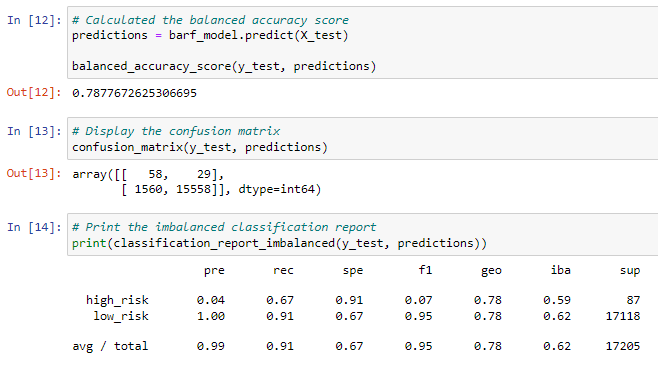 In [12]: # Calculated the balanced accuracy score
predictions = barf_model.predict(X_test)
balanced_accuracy_score(y_test, predictions)
Out[12]: 0.7877672625306695
In [13]: # Display the confusion matrix
confusion_matrix(y_test, predictions)
Out[13]: array([[ 58, 29],
[ 1560, 15558]], dtype=int64)
In [14]: # Print the imbalanced classification report
print(classification_report_imbalanced(y_test, predictions))
pre rec spe f1 geo iba sup
high_risk 0.04 0.67 0.91 0.07 0.78 0.59 87
low_risk 1.00 0.91 0.67 0.95 0.78 0.62 17118
avg / total 0.99 0.91 0.67 0.95 0.78 0.62 17205